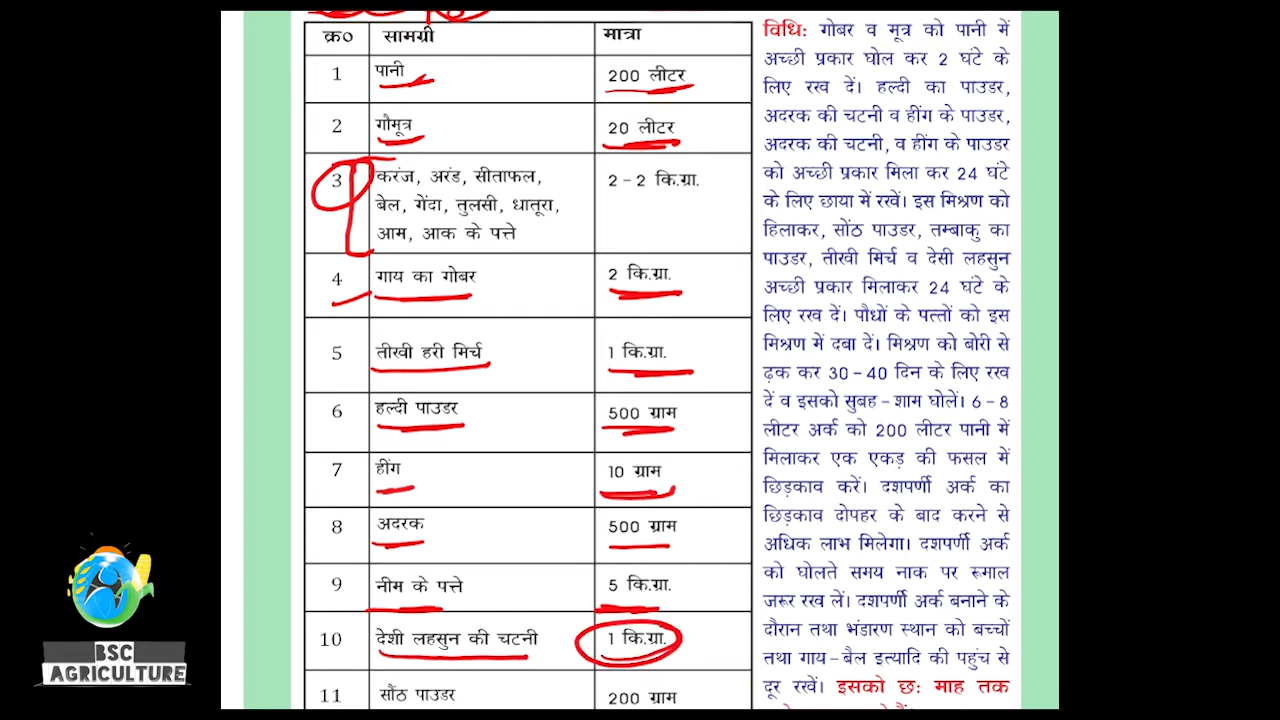 क्र० सामग्री मात्रा
1 पानी 200 लीटर
2 गौमूत्र 20 लीटर
3 करंज, अरंड, सीताफल, 2-2 कि.ग्रा.
बेल, गेंदा, तुलसी, धातूरा,
आम, आक के पत्ते
4 गाय का गोबर 2 कि.ग्रा.
5 तीखी हरी मिर्च 1 कि.ग्रा.
6 हल्दी पाउडर 500 ग्राम
7 हींग 10 ग्राम
8 अदरक 500 ग्राम
9 नीम के पत्ते 5 कि.ग्रा.
10 देशी लहसुन की चटनी 1 कि.ग्रा.
11 सौंठ पाउडर 200 ग्राम
विधि: गोबर व मूत्र को पानी में
अच्छी प्रकार घोल कर 2 घंटे के
लिए रख दें। हल्दी का पाउडर,
अदरक की चटनी व हींग के पाउडर,
अदरक की चटनी, व हींग के पाउडर
को अच्छी प्रकार मिला कर 24 घंटे
के लिए छाया में रखें। इस मिश्रण को
हिलाकर, सोंठ पाउडर, तम्बाकु का
पाउडर, तीखी मिर्च व देसी लहसुन
अच्छी प्रकार मिलाकर 24 घंटे के
लिए रख दें। पौधों के पत्तों को इस
मिश्रण में दबा दें। मिश्रण को बोरी से
ढ़क कर 30-40 दिन के लिए रख
दें व इसको सुबह-शाम घोलें। 6-8
लीटर अर्क को 200 लीटर पानी में
मिलाकर एक एकड़ की फसल में
छिड़काव करें। दशपर्णी अर्क का
छिड़काव दोपहर के बाद करने से
अधिक लाभ मिलेगा। दशपर्णी अर्क
को घोलते समय नाक पर रूमाल
जरूर रख लें। दशपर्णी अर्क बनाने के
दौरान तथा भंडारण स्थान को बच्चों
तथा गाय-बैल इत्यादि की पहुंच से
दूर रखें। इसको छ: माह तक
BSC
AGRICULTURE